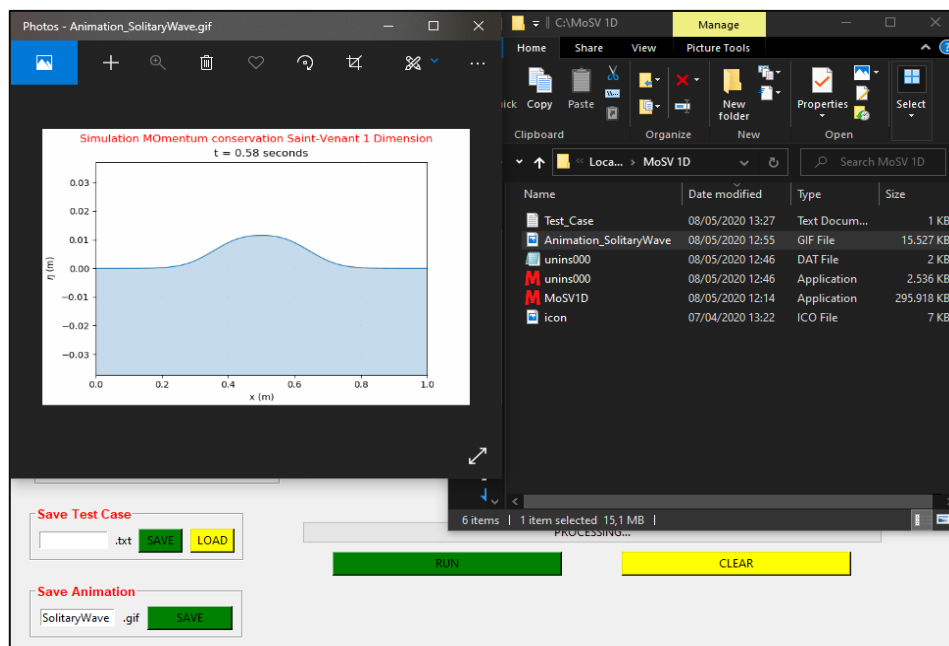 Photos - Animation_SolitaryWave.gif
Simulation MOmentum conservation Saint-Venant 1 Dimension
t = 0.58 seconds
0.03
0.02
0.01
0.00
−0.01
−0.02
−0.03
η (m)
0.0 0.2 0.4 0.6 0.8 1.0
x (m)
C:\MoSV 1D
Manage
Home Share View Picture Tools
ick Copy Paste New folder Properties Select
Clipboard Organize New Open
Loca... MoSV 1D
Search MoSV 1D
Name Date modified Type Size
Test_Case 08/05/2020 13:27 Text Docum... 1 KB
Animation_SolitaryWave 08/05/2020 12:55 GIF File 15.527 KB
unins000 08/05/2020 12:46 DAT File 2 KB
unins000 08/05/2020 12:46 Application 2.536 KB
MoSV1D 08/05/2020 12:14 Application 295.918 KB
icon 07/04/2020 13:22 ICO File 7 KB
6 items 1 item selected 15,1 MB
Save Test Case
.txt SAVE LOAD
PROCESSING...
RUN CLEAR
Save Animation
SolitaryWave .gif SAVE